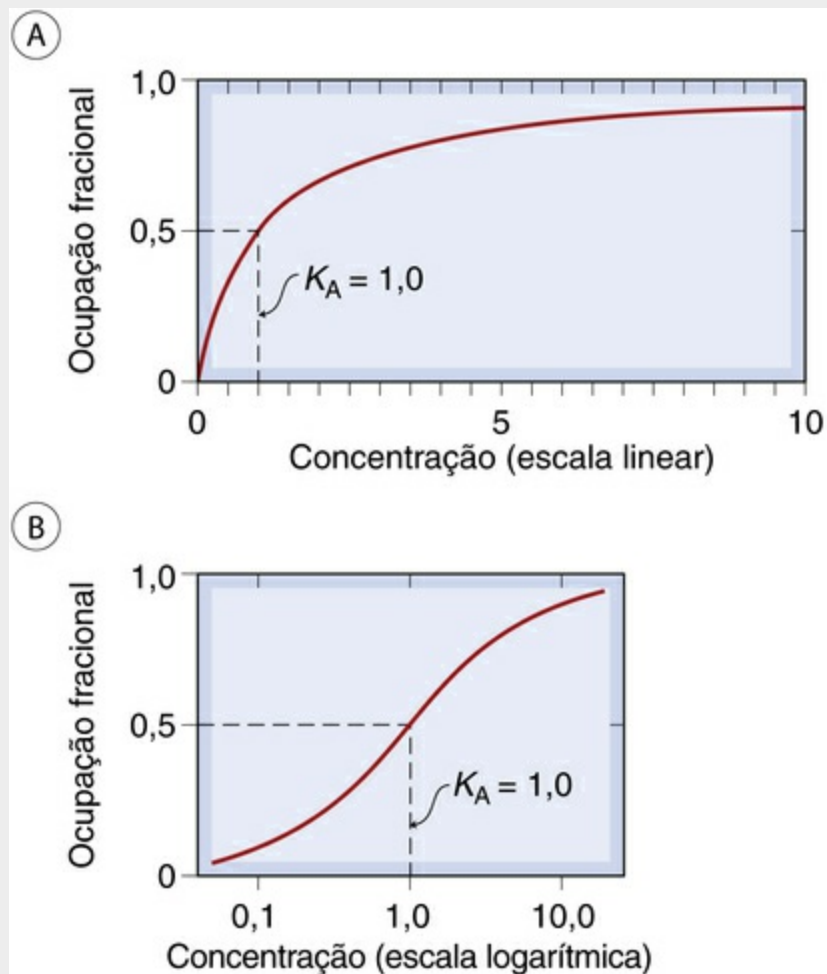 A
Ocupação fracional
1,0
0,5
0
K_A = 1,0
0
5
10
Concentração (escala linear)
B
Ocupação fracional
1,0
0,5
0
K_A = 1,0
0,1
1,0
10,0
Concentração (escala logarítmica)